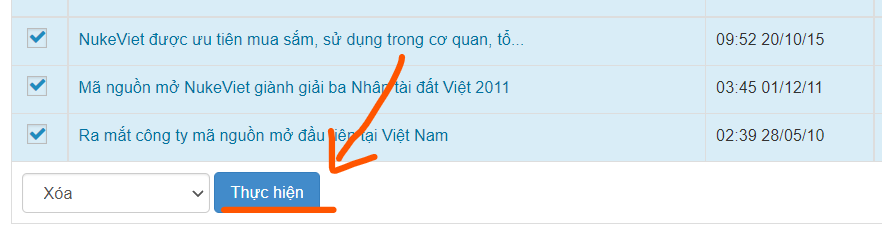 NukeViet được ưu tiên mua sắm, sử dụng trong cơ quan, tổ... 09:52 20/10/15
Mã nguồn mở NukeViet giành giải ba Nhân tài đất Việt 2011 03:45 01/12/11
Ra mắt công ty mã nguồn mở đầu tiên tại Việt Nam 02:39 28/05/10
Xóa Thực hiện